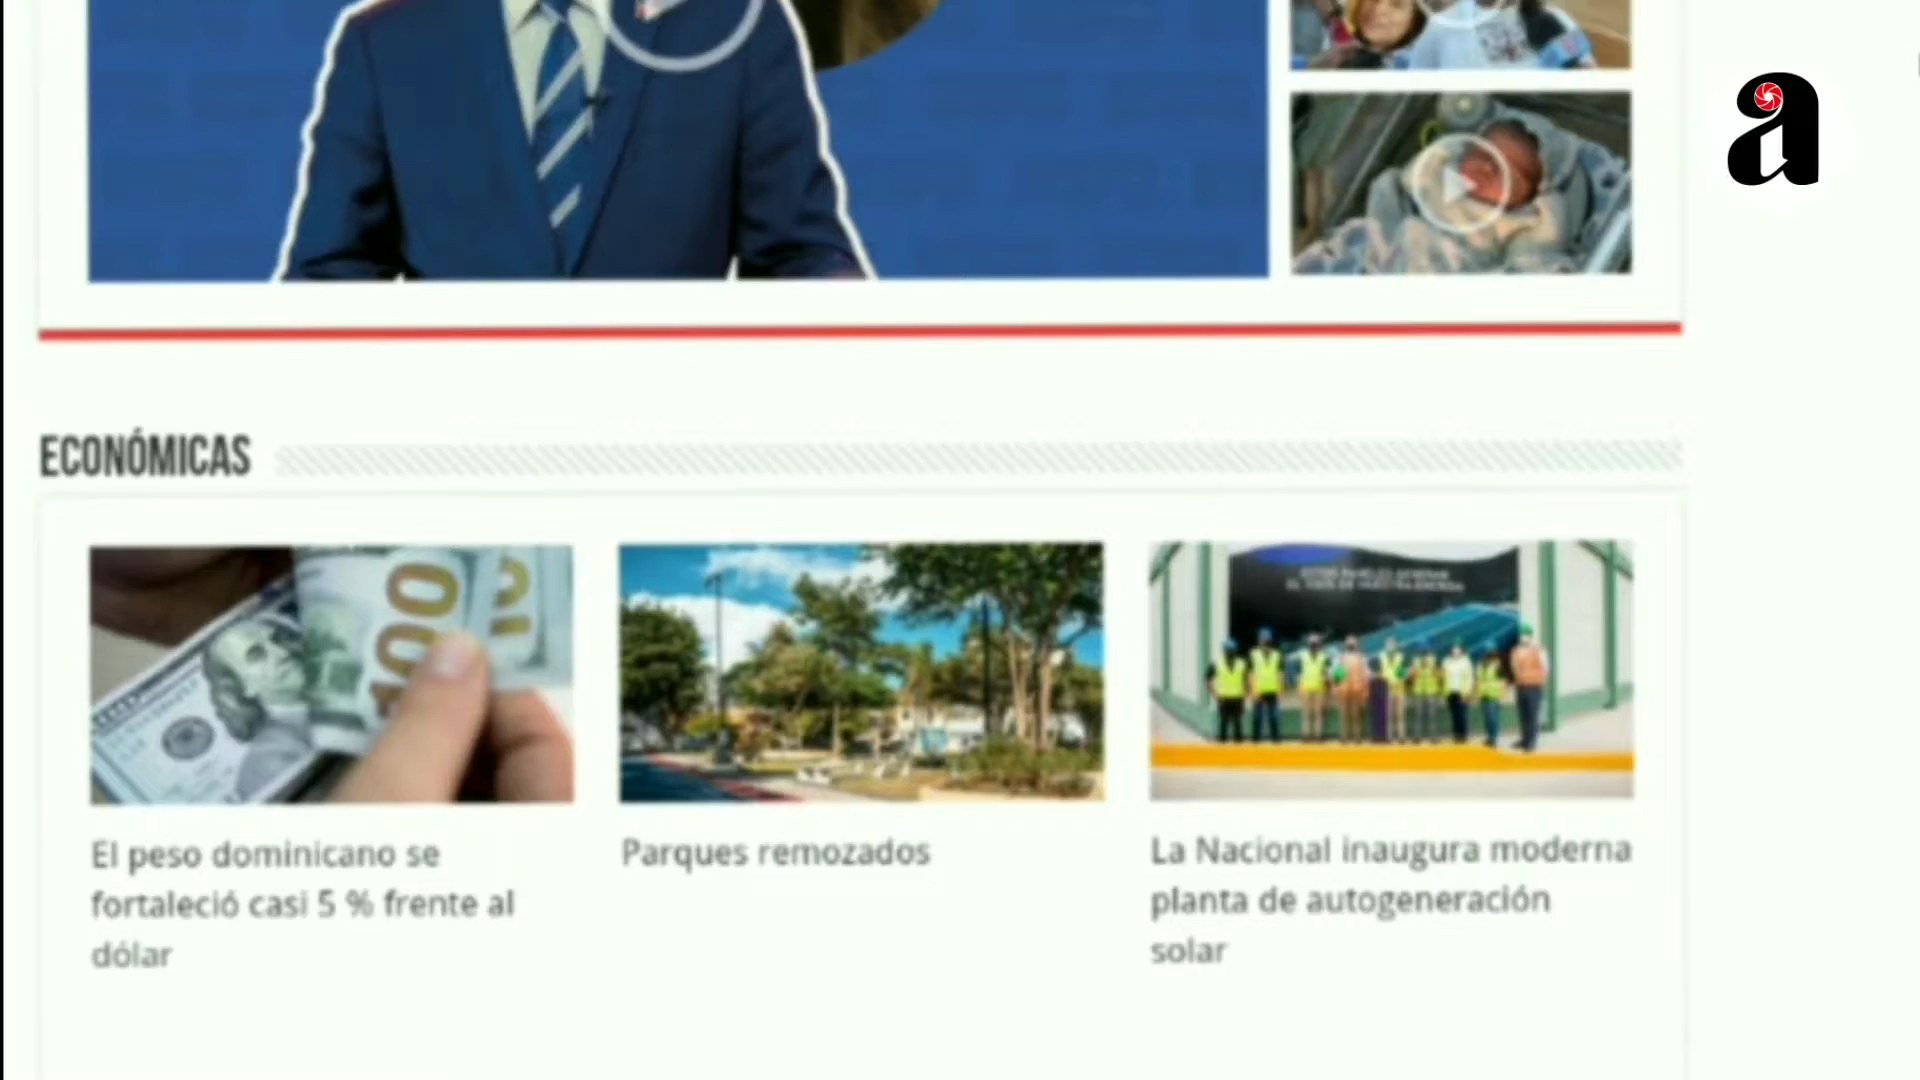 a
ECONÓMICAS
100
El peso dominicano se
fortaleció casi 5 % frente al
dólar
Parques remozados
La Nacional inaugura moderna
planta de autogeneración
solar